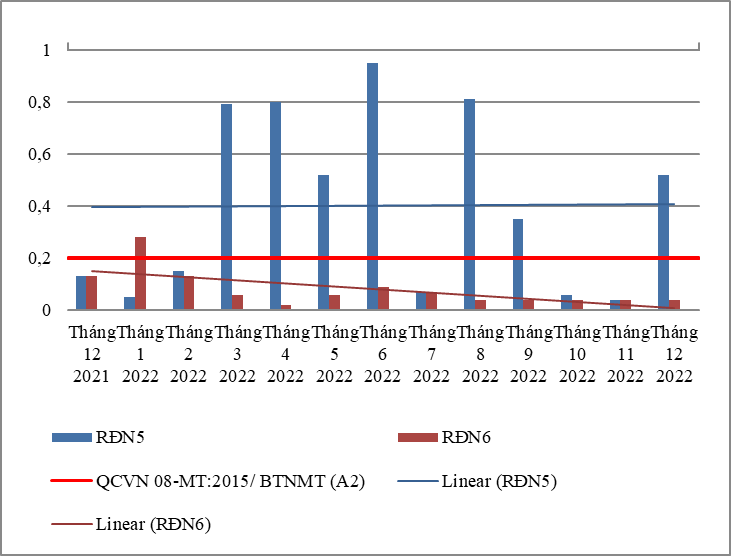 1
0,8
0,6
0,4
0,2
0
Tháng Tháng Tháng Tháng Tháng Tháng Tháng Tháng Tháng Tháng Tháng Tháng Tháng
12 1 2 3 4 5 6 7 8 9 10 11 12
2021 2022 2022 2022 2022 2022 2022 2022 2022 2022 2022 2022 2022
RĐN5 RĐN6
QCVN 08-MT:2015/ BTNMT (A2) Linear (RĐN5)
Linear (RĐN6)